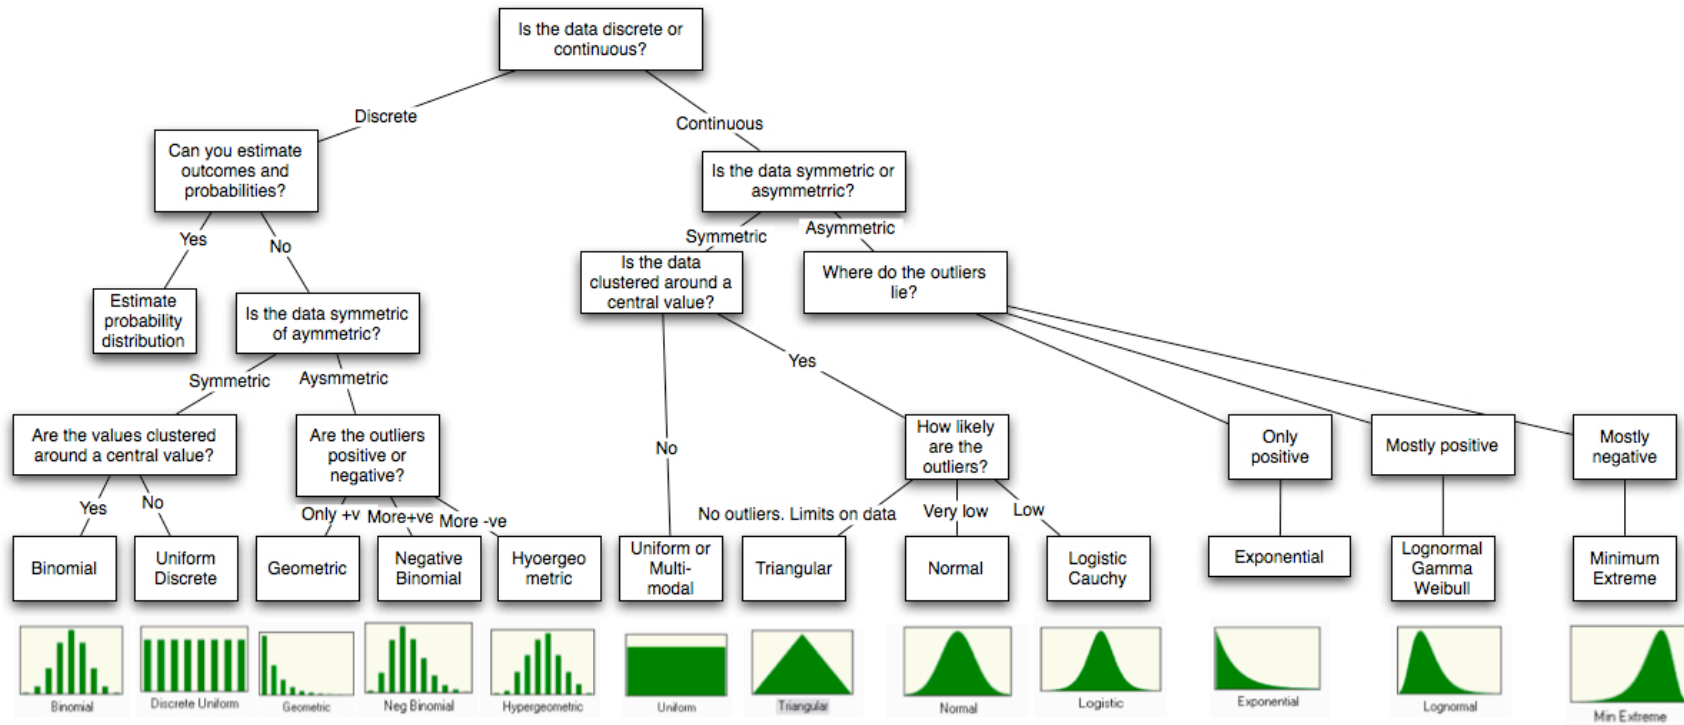 Is the data discrete or
continuous?
Discrete
Continuous
Can you estimate
outcomes and
probabilities?
Is the data symmetric or
asymmetrric?
Yes
No
Symmetric
Asymmetric
Is the data
clustered around a
central value?
Where do the outliers
lie?
Estimate
probability
distribution
Is the data symmetric
of aymmetric?
Symmetric
Aysmmetric
Yes
No
Are the values clustered
around a central value?
Are the outliers
positive or
negative?
How likely
are the
outliers?
Only
positive
Mostly positive
Mostly
negative
Yes
No
Only +v
More+ve
More -ve
No outliers. Limits on data
Very low
Low
Binomial
Uniform
Discrete
Geometric
Negative
Binomial
Hyoergeo
metric
Uniform or
Multi-
modal
Triangular
Normal
Logistic
Cauchy
Exponential
Lognormal
Gamma
Weibull
Minimum
Extreme
Binomial
Discrete Uniform
Geometric
Neg Binomial
Hypergeometric
Uniform
Triangular
Normal
Logistic
Exponential
Lognormal
Min Extreme